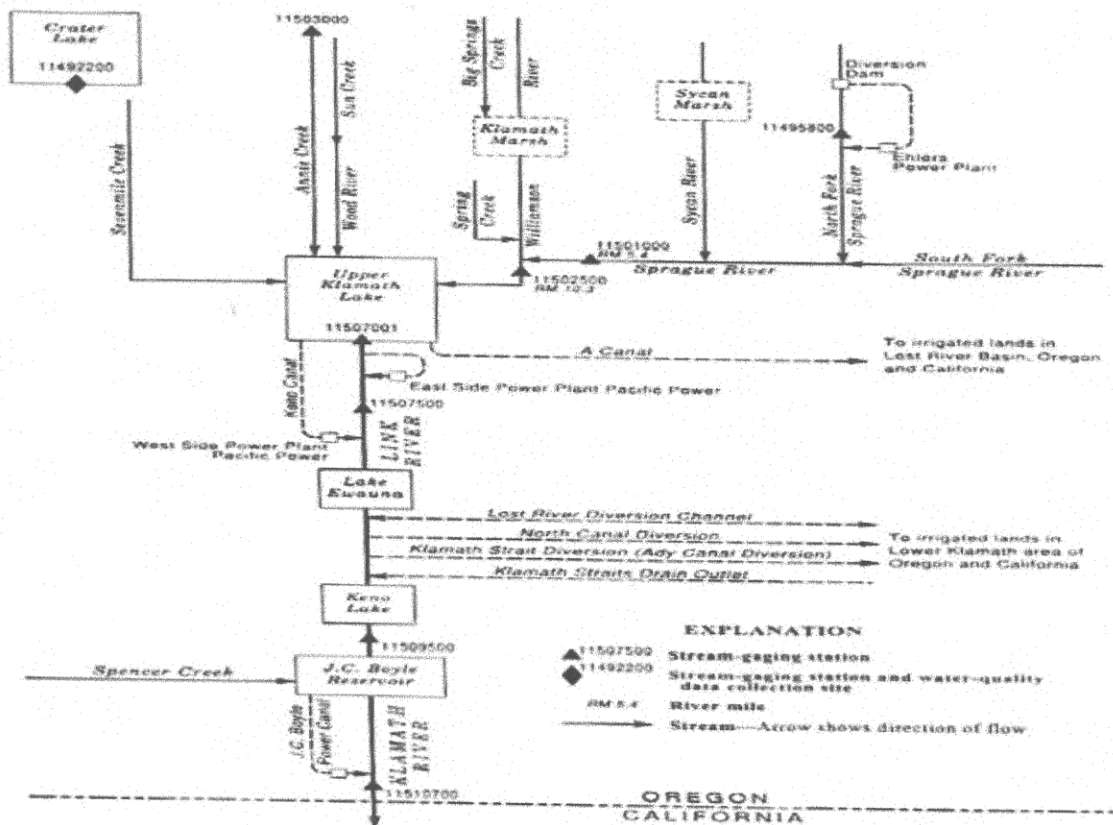 Crater
Lake
11492200
11503000
Sun Creek
Annie Creek
Wood River
Sevenmile Creek
Big Springs
Creek
River
Klamath
Marsh
Spring
Creek
Williamson
Sycan
Marsh
Sycan River
Diversion
Dam
11495800
Ehlers
Power Plant
North Fork
Sprague River
11501000
RM 5.4
Sprague River
South Fork
Sprague River
11502500
RM 10.3
Upper
Klamath
Lake
11507001
A Canal
To irrigated lands in
Lost River Basin, Oregon
and California
Keno Canal
East Side Power Plant Pacific Power
11507500
LINK
RIVER
West Side Power Plant
Pacific Power
Lake
Ewauna
Lost River Diversion Channel
North Canal Diversion
Klamath Strait Diversion (Ady Canal Diversion)
Klamath Straits Drain Outlet
To irrigated lands in
Lower Klamath area of
Oregon and California
Keno
Lake
11509500
Spencer Creek
J.C. Boyle
Reservoir
J.C. Boyle
Power Canal
KLAMATH
RIVER
11510700
EXPLANATION
11507500 Stream-gaging station
11492200 Stream-gaging station and water-quality
data collection site
RM 5.4 River mile
Stream—Arrow shows direction of flow
OREGON
CALIFORNIA